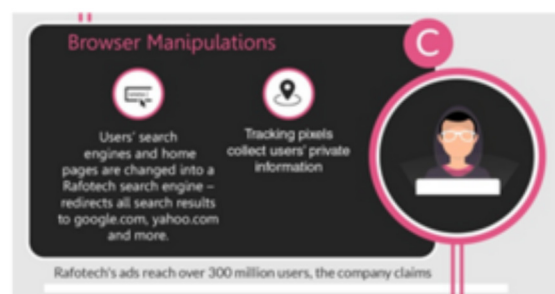 Browser Manipulations
C
Users' search
engines and home
pages are changed into a
Rafotech search engine –
redirects all search results
to google.com, yahoo.com
and more.
Tracking pixels
collect users' private
information
Rafotech's ads reach over 300 million users, the company claims